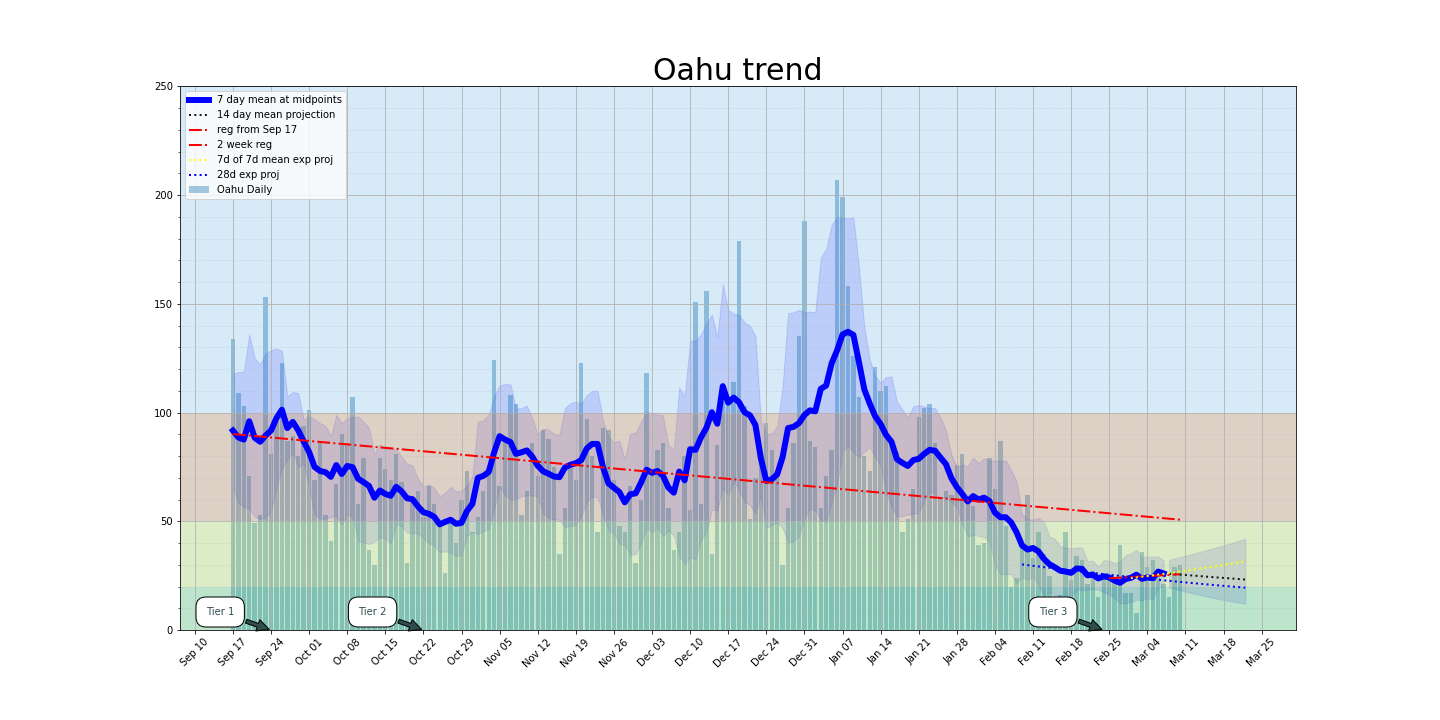 Oahu trend
250
200
150
100
50
0
7 day mean at midpoints
14 day mean projection
reg from Sep 17
2 week reg
7d of 7d mean exp proj
28d exp proj
Oahu Daily
Tier 1
Tier 2
Tier 3
Sep 10
Sep 17
Sep 24
Oct 01
Oct 08
Oct 15
Oct 22
Oct 29
Nov 05
Nov 12
Nov 19
Nov 26
Dec 03
Dec 10
Dec 17
Dec 24
Dec 31
Jan 07
Jan 14
Jan 21
Jan 28
Feb 04
Feb 11
Feb 18
Feb 25
Mar 04
Mar 11
Mar 18
Mar 25